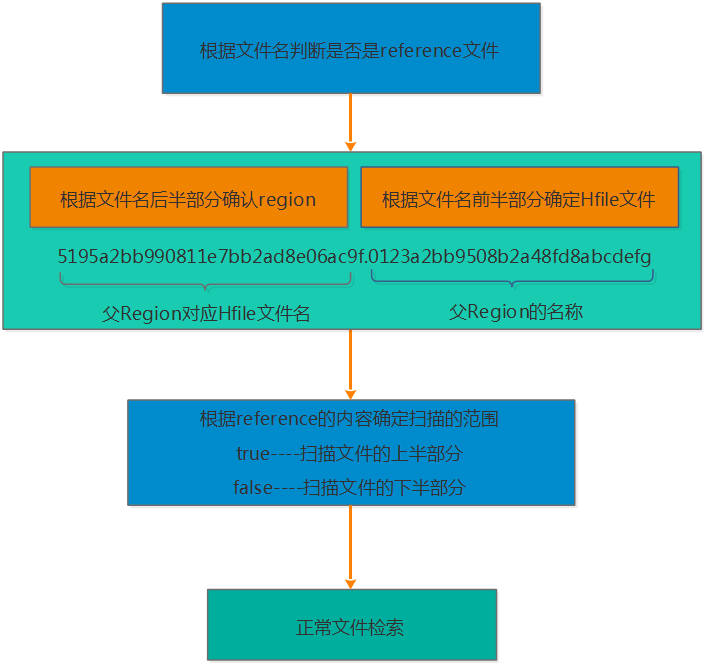 根据文件名判断是否是reference文件
根据文件名后半部分确认region
根据文件名前半部分确定Hfile文件
5195a2bb990811e7bb2ad8e06ac9f.0123a2bb9508b2a48fd8abcdefg
父Region对应Hfile文件名
父Region的名称
根据reference的内容确定扫描的范围
true----扫描文件的上半部分
false----扫描文件的下半部分
正常文件检索